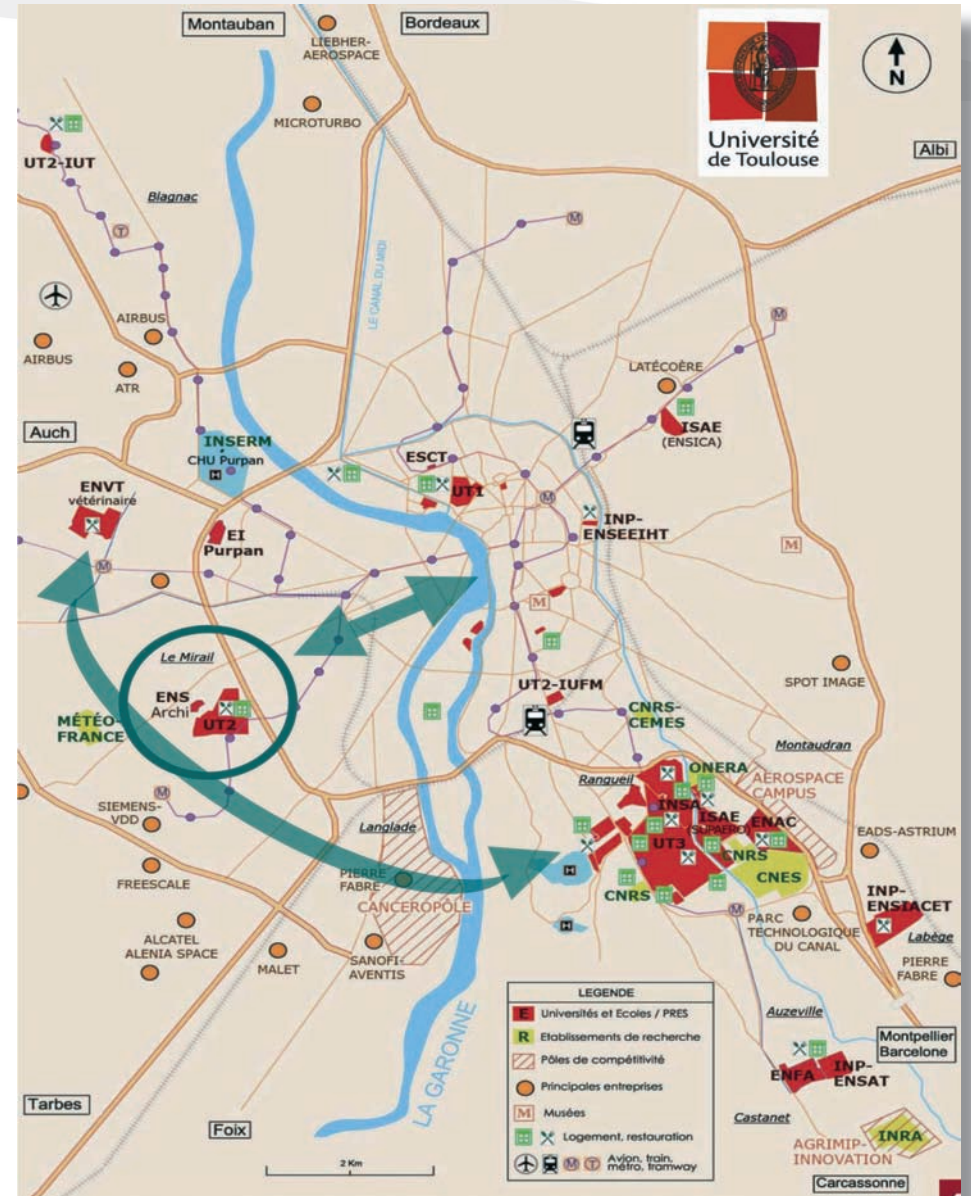 Montauban
Bordeaux
LIEBHER-
AEROSPACE
N
MICROTURBO
Université
de Toulouse
Albi
UT2-IUT
Blagnac
T
M
LE CANAL DU MIDI
AIRBUS
M
AIRBUS
ATR
LATÉCOÈRE
Auch
ISAE
(ENSICA)
INSERM
CHU Purpan
H
ESCT
UT1
ENVT
vétérinaire
M
INP-
ENSEEIHT
EI
Purpan
M
M
M
Le Mirail
ENS
Archi
UT2
MÉTÉO-
FRANCE
UT2-IUFM
CNRS-
CEMES
SPOT IMAGE
Montaudran
Rangueil
ONERA
AEROSPACE
CAMPUS
M
SIEMENS-
VDD
INSA
ISAE
(SUPAERO)
ENAC
Langlade
UT3
EADS-ASTRIUM
FREESCALE
PIERRE
FABRE
H
CNRS
CNES
CANCEROPÔLE
CNRS
INP-
ENSIACET
M
PARC
TECHNOLOGIQUE
DU CANAL
H
ALCATEL
ALENIA SPACE
Labège
MALET
SANOFI-
AVENTIS
PIERRE
FABRE
LA GARONNE
LEGENDE
E Universités et Ecoles / PRES
R Etablissements de recherche
Pôles de compétitivité
Principales entreprises
M Musées
Logement, restauration
M T Avion, train,
métro, tramway
Auzeville
Montpellier
Barcelone
ENFA
INP-
ENSAT
Tarbes
Castanet
Foix
INRA
AGRIMIP-
INNOVATION
2 Km
Carcassonne